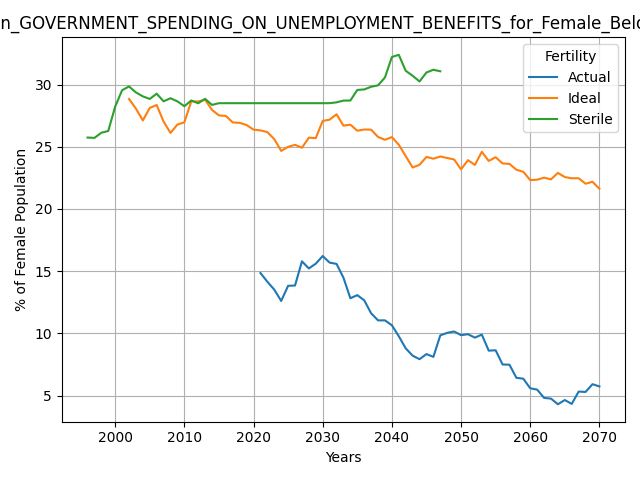 n_GOVERNMENT_SPENDING_ON_UNEMPLOYMENT_BENEFITS_for_Female_Belo
Fertility
Actual
Ideal
Sterile
% of Female Population
30
25
20
15
10
5
2000 2010 2020 2030 2040 2050 2060 2070
Years